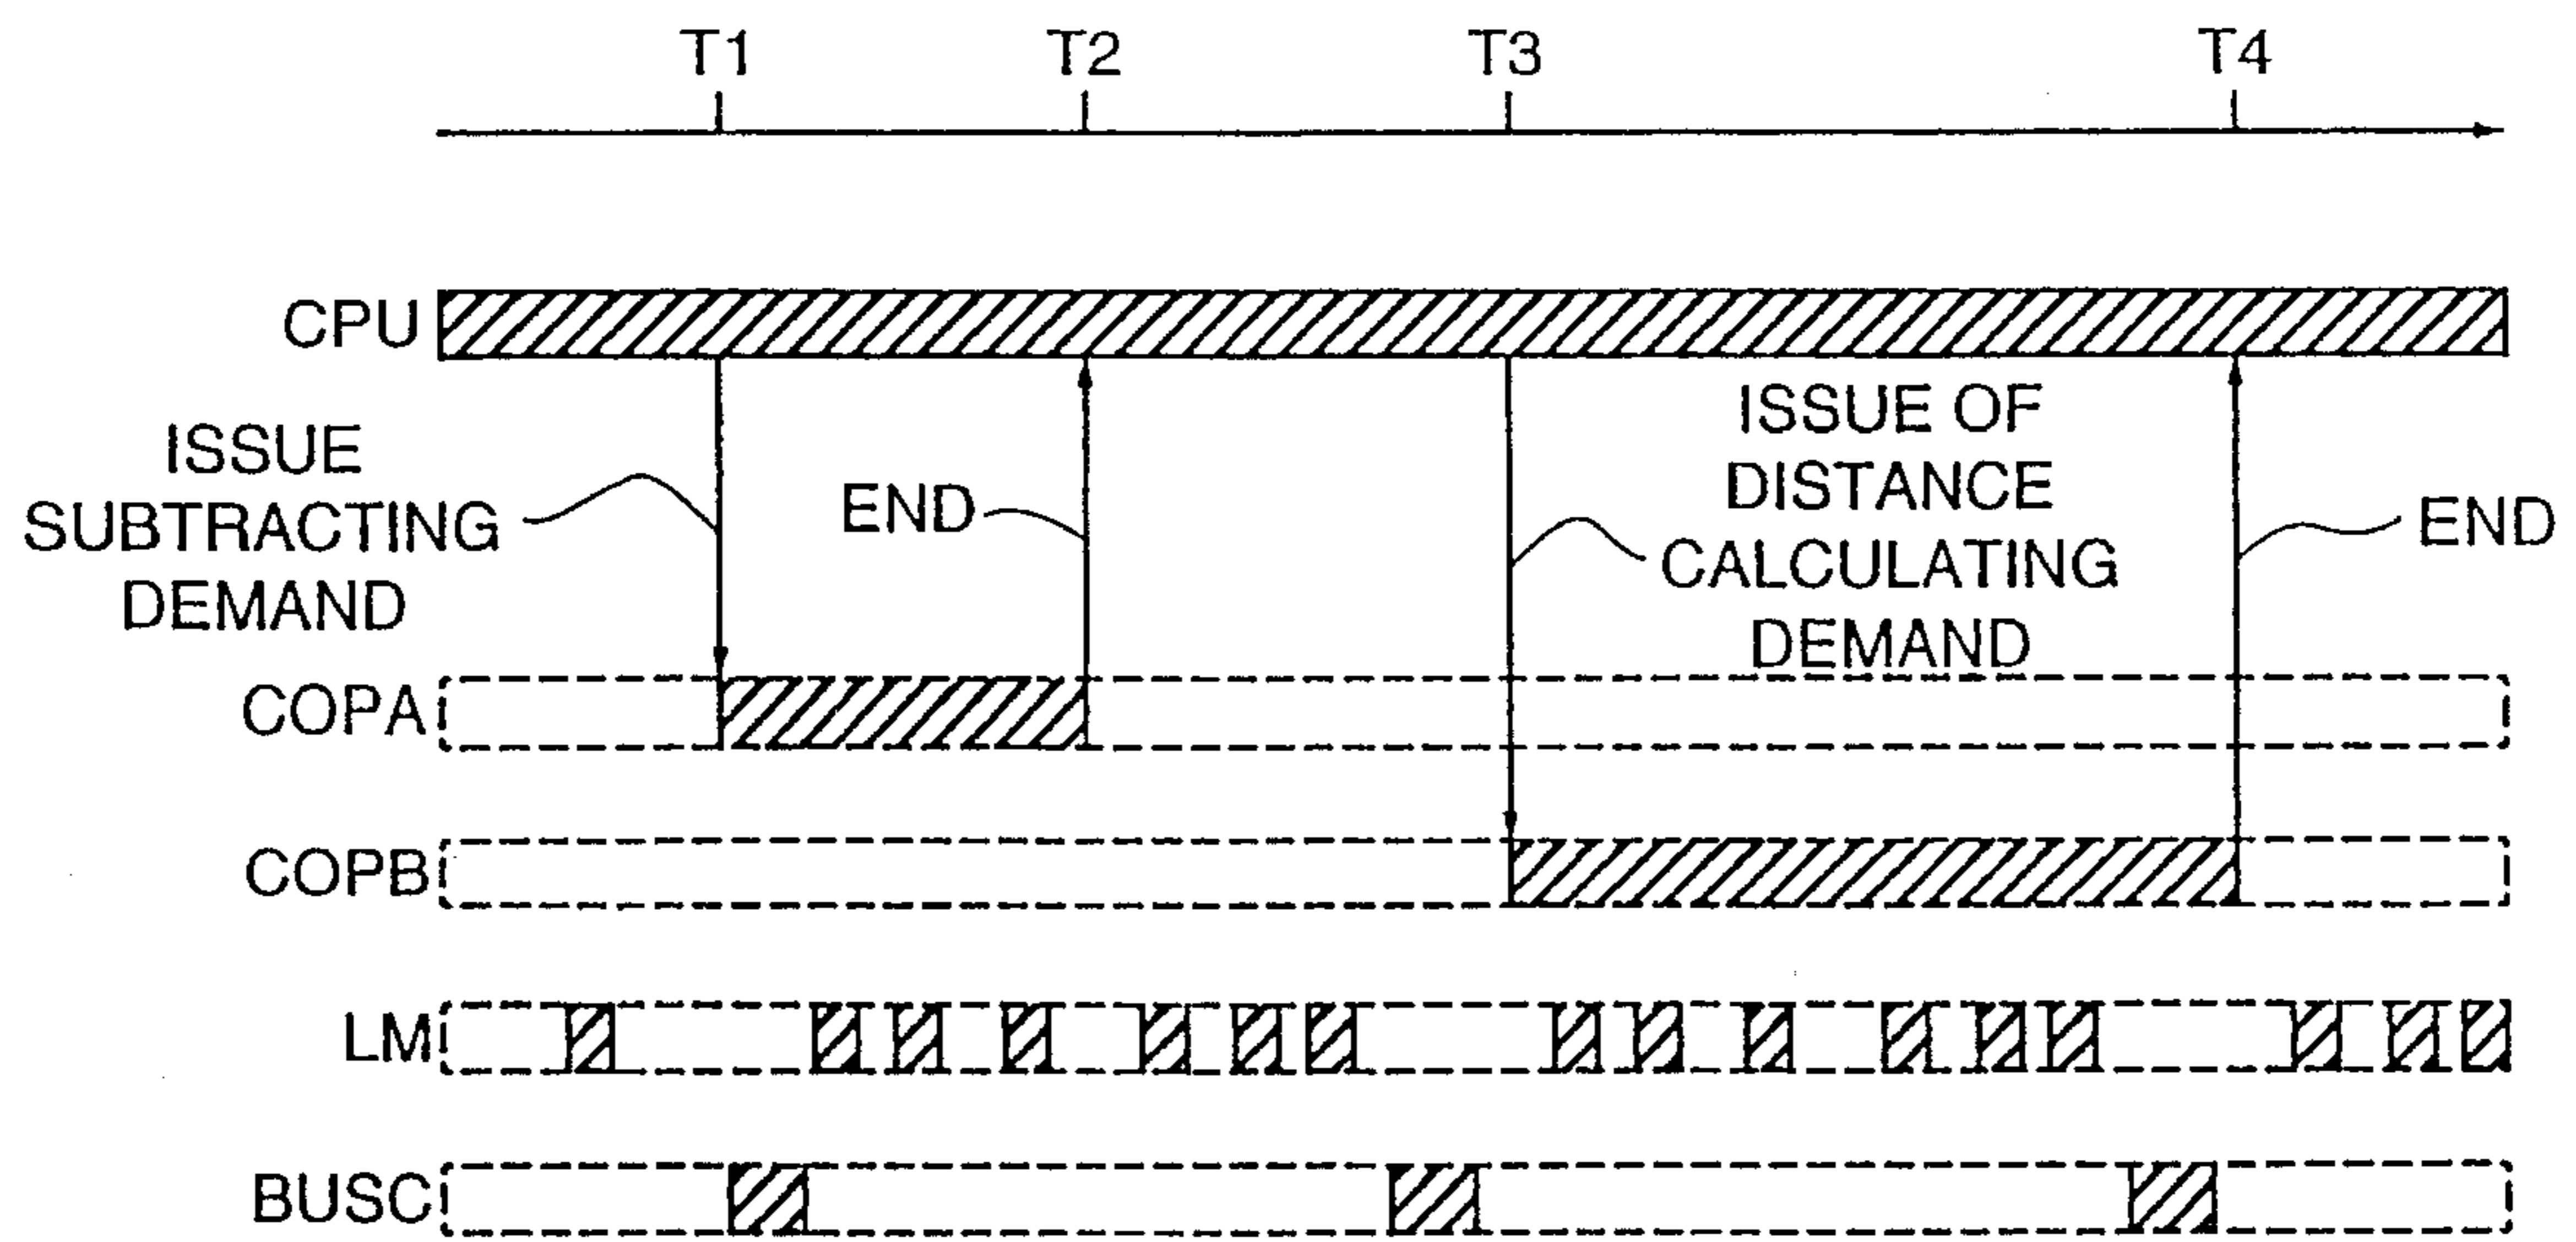 T1 T2 T3 T4
CPU
ISSUE
SUBTRACTING
DEMAND
END
ISSUE OF
DISTANCE
CALCULATING
DEMAND
END
COPA
COPB
LM
BUSC